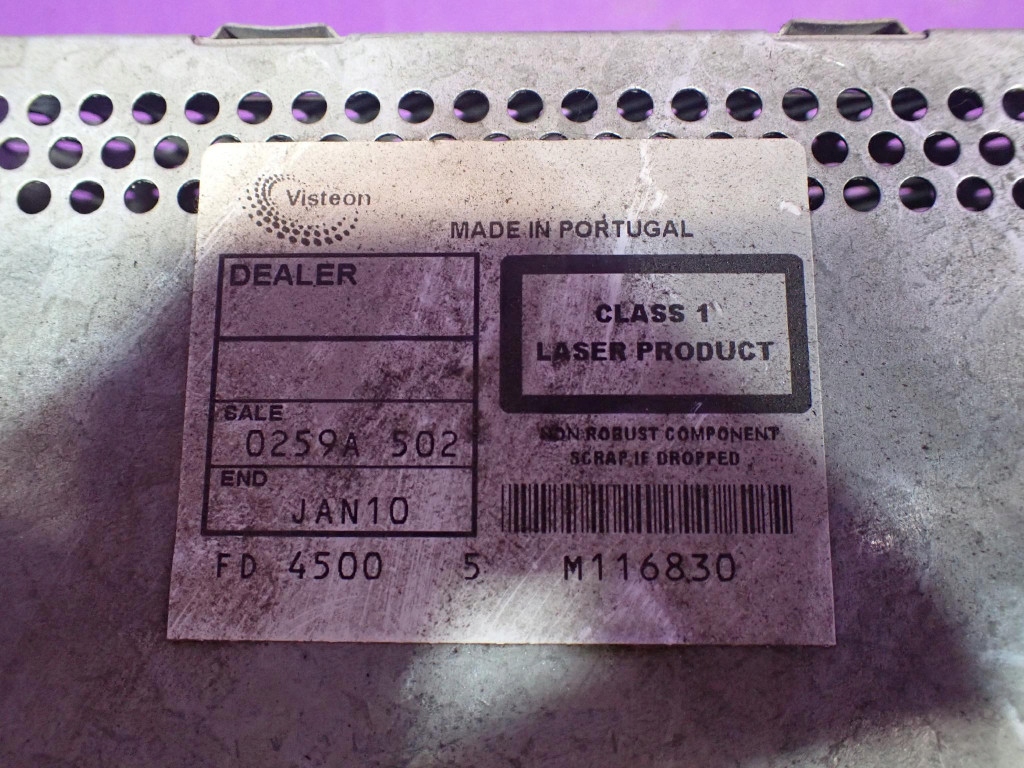 Visteon
MADE IN PORTUGAL
DEALER
CLASS 1
LASER PRODUCT
SALE
0259A 502
NON ROBUST COMPONENT
SCRAP IF DROPPED
END
JAN10
FD 4500 5 M116830